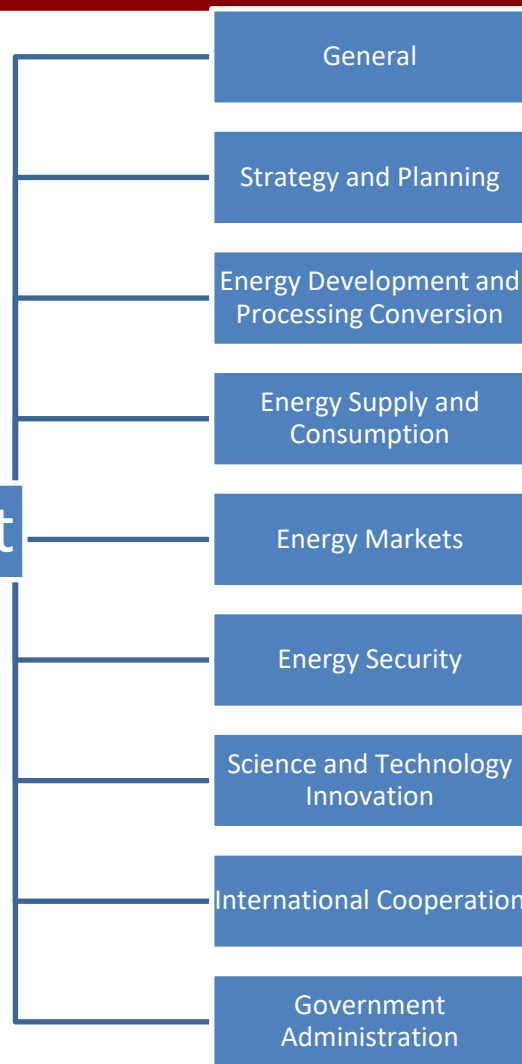 General
Strategy and Planning
Energy Development and
Processing Conversion
Energy Supply and
Consumption
t
Energy Markets
Energy Security
Science and Technology
Innovation
International Cooperation
Government
Administration